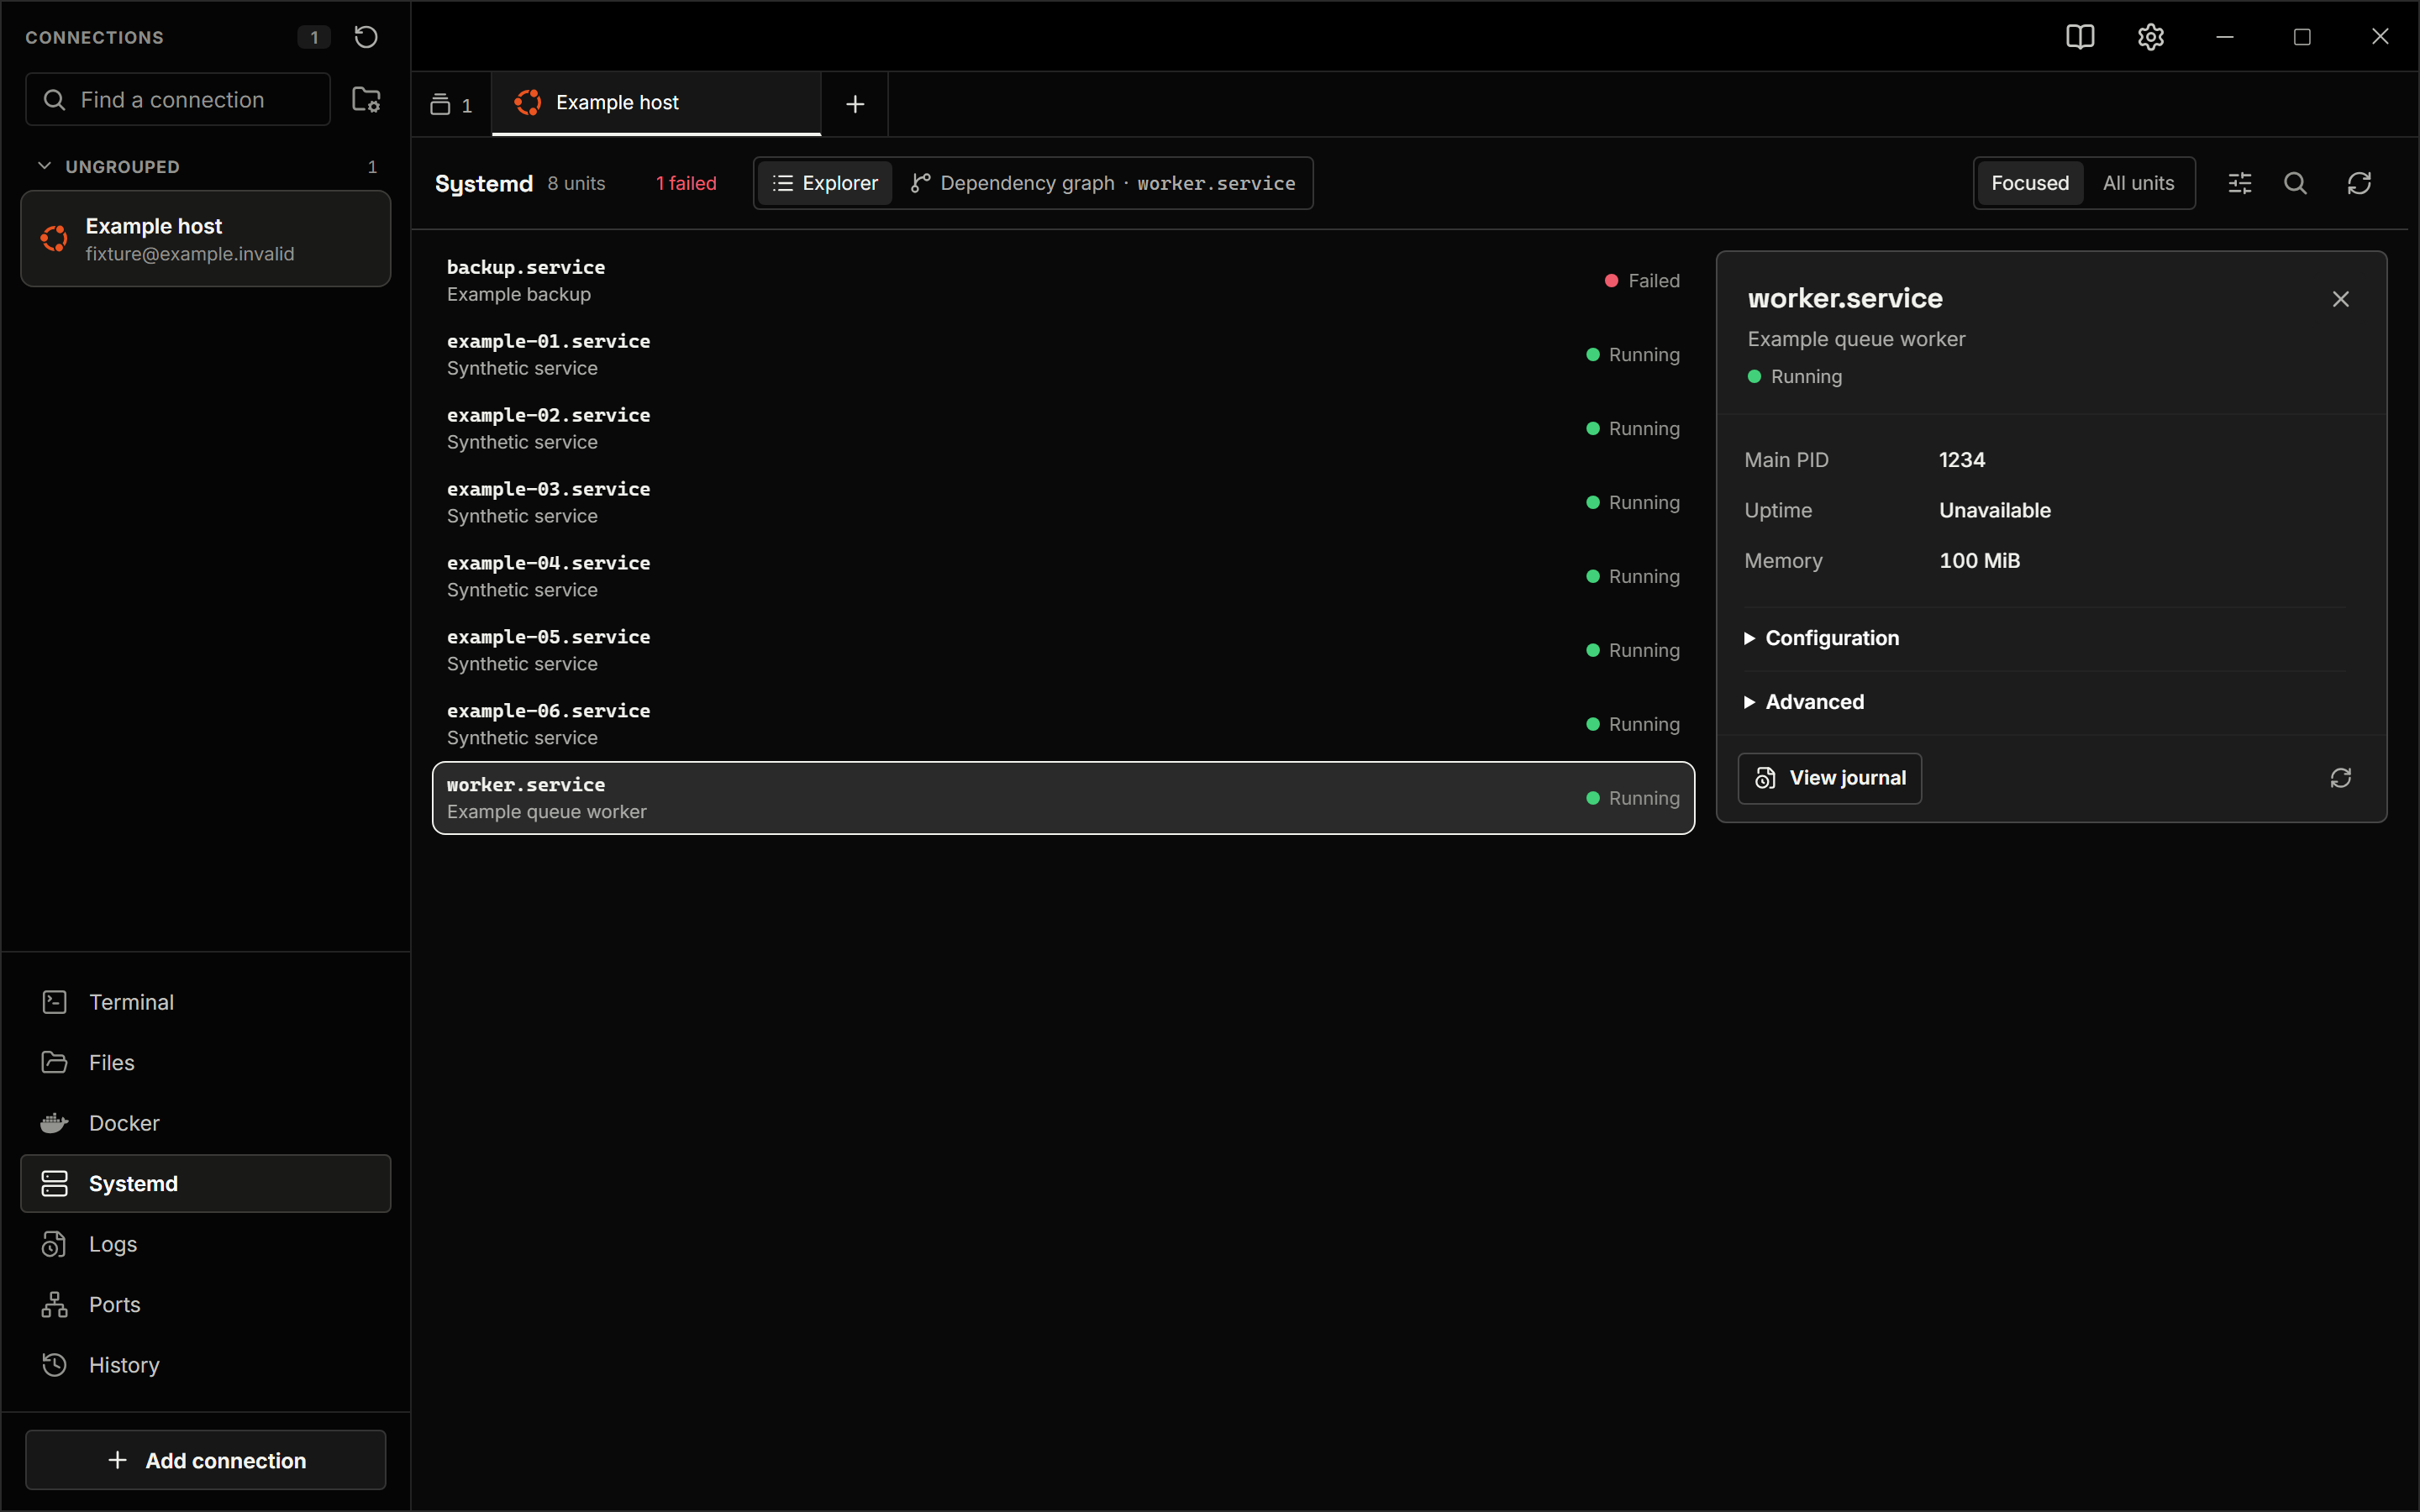 CONNECTIONS 1
Find a connection
UNGROUPED 1
Example host
fixture@example.invalid
Terminal
Files
Docker
Systemd
Logs
Ports
History
Add connection
1
Example host
Systemd 8 units 1 failed
Explorer
Dependency graph · worker.service
Focused
All units
backup.service
Example backup
Failed
example-01.service
Synthetic service
Running
example-02.service
Synthetic service
Running
example-03.service
Synthetic service
Running
example-04.service
Synthetic service
Running
example-05.service
Synthetic service
Running
example-06.service
Synthetic service
Running
worker.service
Example queue worker
Running
worker.service
Example queue worker
Running
Main PID 1234
Uptime Unavailable
Memory 100 MiB
Configuration
Advanced
View journal